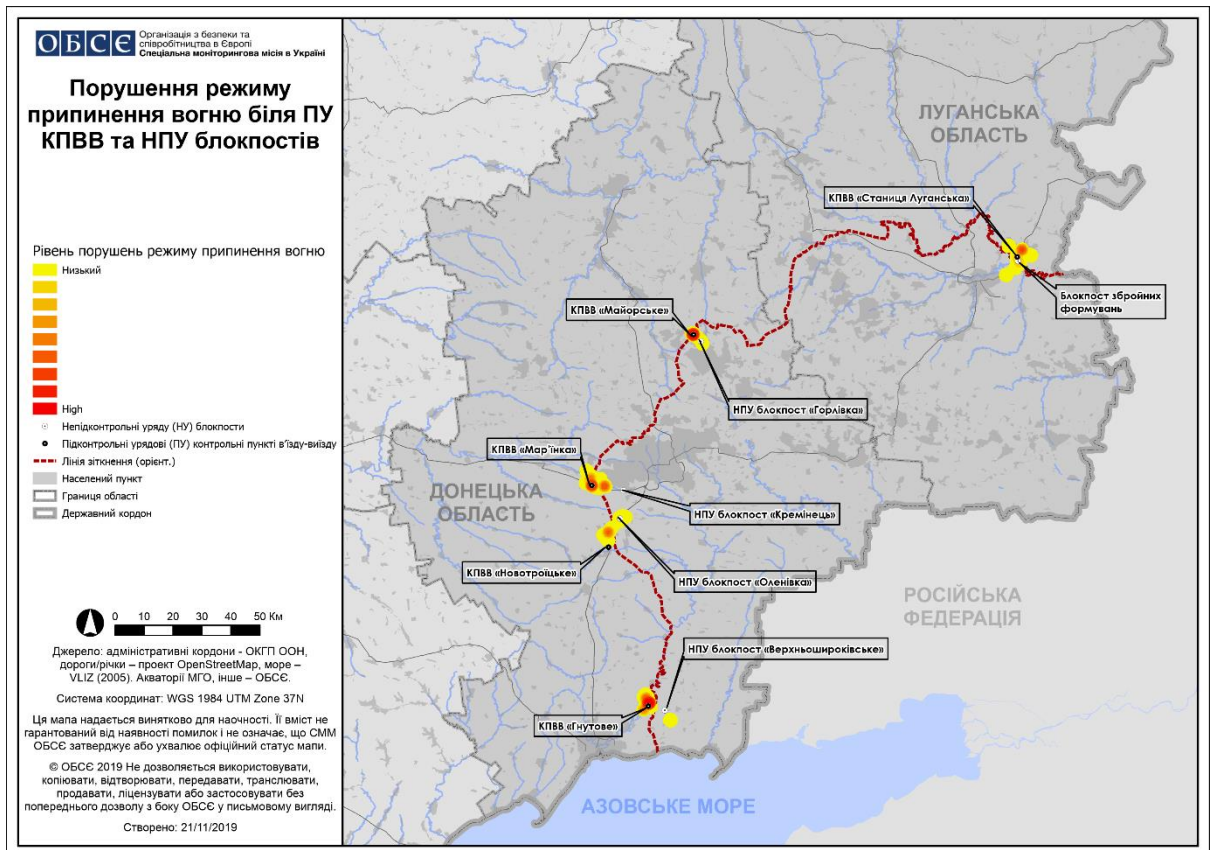 ОБСЄ
Організація з безпеки та
співробітництва в Європі
Спеціальна моніторингова місія в Україні
Порушення режиму
припинення вогню біля ПУ
КПВВ та НПУ блокпостів
Рівень порушень режиму припинення вогню
Низький
High
Непідконтрольні уряду (НУ) блокпости
Підконтрольні урядові (ПУ) контрольні пункти в'їзду-виїзду
Лінія зіткнення (орієнт.)
Населений пункт
Границя області
Державний кордон
0 10 20 30 40 50 Км
Джерело: адміністративні кордони - ОКГП ООН,
дороги/річки – проект OpenStreetMap, море –
VLIZ (2005). Акваторії МГО, інше – ОБСЄ.
Система координат: WGS 1984 UTM Zone 37N
Ця мапа надається винятково для наочності. Її вміст не
гарантований від наявності помилок і не означає, що СММ
ОБСЄ затверджує або ухвалює офіційний статус мапи.
© ОБСЄ 2019 Не дозволяється використовувати,
копіювати, відтворювати, передавати, транслювати,
продавати, ліцензувати або застосовувати без
попереднього дозволу з боку ОБСЄ у письмовому вигляді.
Створено: 21/11/2019
ЛУГАНСЬКА
ОБЛАСТЬ
КПВВ «Станиця Луганська»
Блокпост збройних
формувань
КПВВ «Майорське»
НПУ блокпост «Горлівка»
КПВВ «Мар'їнка»
ДОНЕЦЬКА
ОБЛАСТЬ
НПУ блокпост «Кремінець»
КПВВ «Новотроїцьке»
НПУ блокпост «Оленівка»
РОСІЙСЬКА
ФЕДЕРАЦІЯ
НПУ блокпост «Верхньошироківське»
КПВВ «Гнутове»
АЗОВСЬКЕ МОРЕ